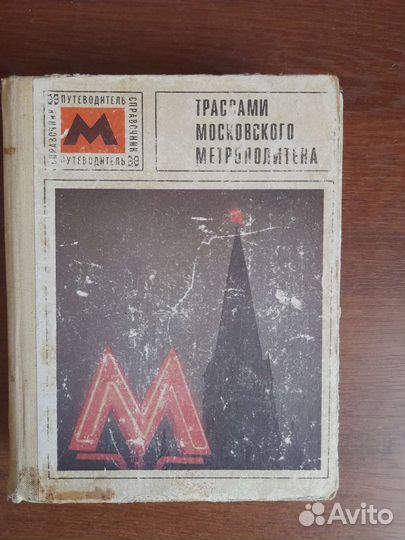 ПУТЕВОДИТЕЛЬ
СПРАВОЧНИК
М
СПРАВОЧНИК
ПУТЕВОДИТЕЛЬ
ТРАССАМИ
МОСКОВСКОГО
МЕТРОПОЛИТЕНА
М
Avito